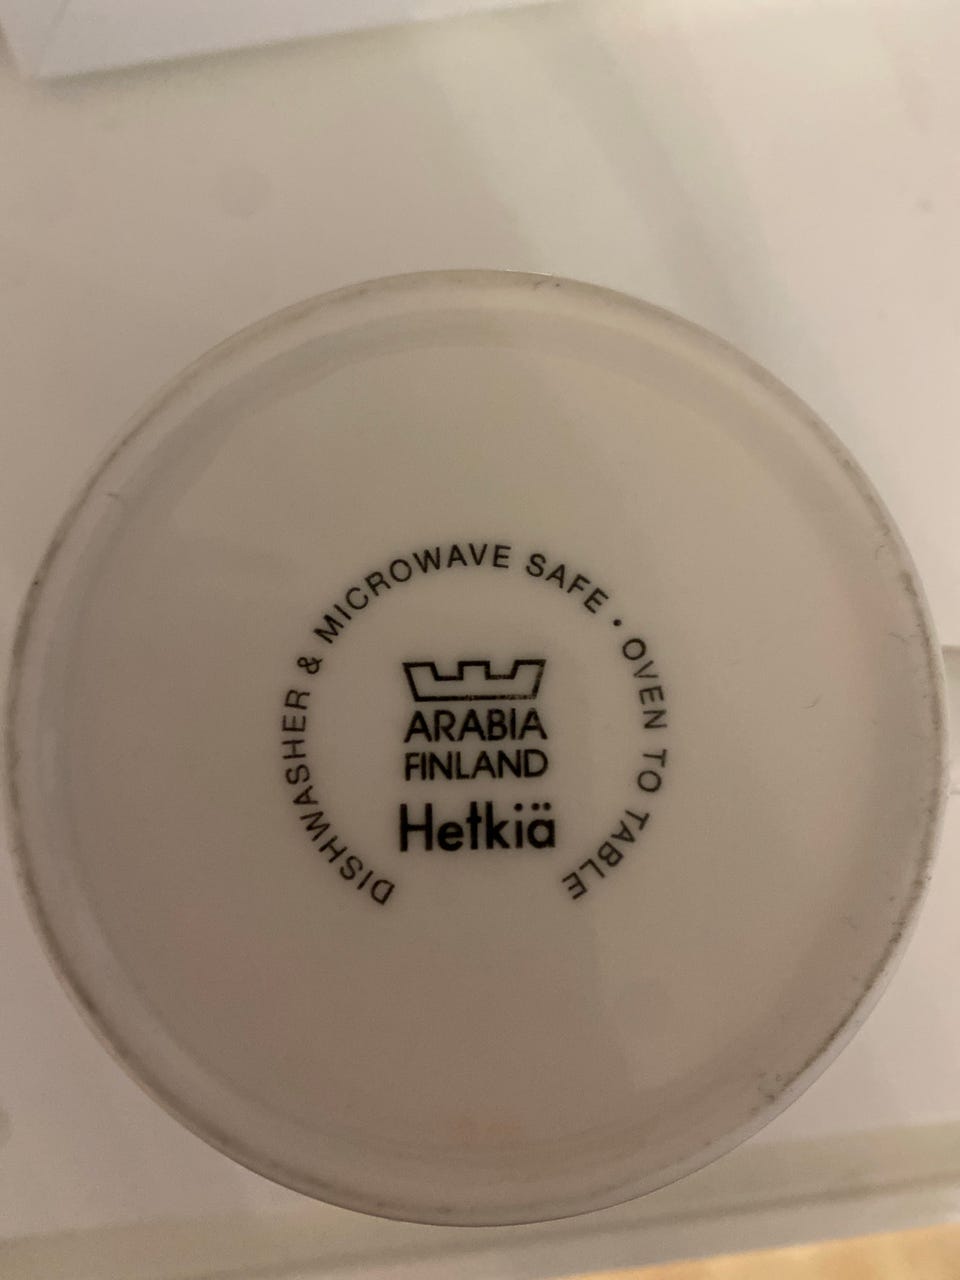 DISHWASHER & MICROWAVE SAFE • OVEN TO TABLE
ARABIA
FINLAND
Hetkiä